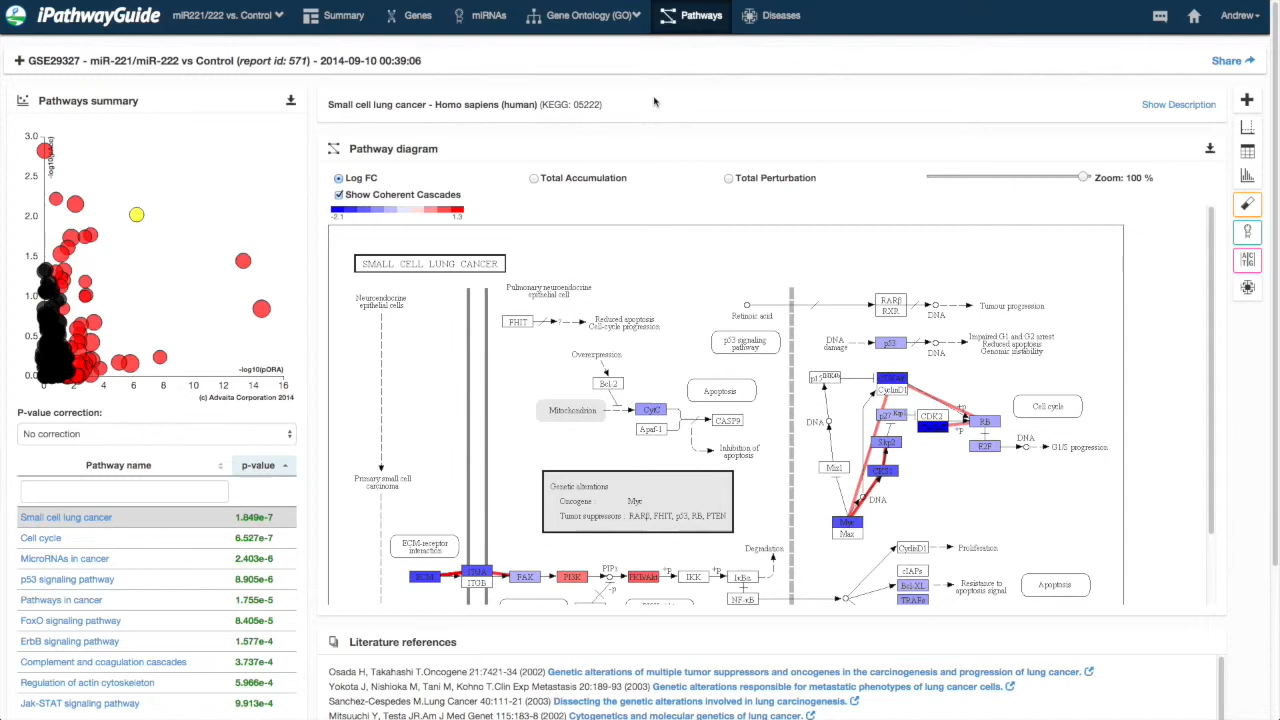 iPathwayGuide miR221/222 vs. Control Summary Genes miRNAs Gene Ontology (GO) Pathways Diseases Andrew
GSE29327 - miR-221/miR-222 vs Control (report id: 571) - 2014-09-10 00:39:06 Share
Pathways summary
3.0
2.5
2.0
1.5
1.0
0.5
0.0
-log10(pORA)
0 2 4 6 8 10 12 14 16
(c) Advaita Corporation 2014
P-value correction:
No correction
Pathway name p-value
Small cell lung cancer 1.849e-7
Cell cycle 6.527e-7
MicroRNAs in cancer 2.403e-6
p53 signaling pathway 8.905e-6
Pathways in cancer 1.755e-5
FoxO signaling pathway 8.405e-5
ErbB signaling pathway 1.577e-4
Complement and coagulation cascades 3.737e-4
Regulation of actin cytoskeleton 5.966e-4
Jak-STAT signaling pathway 9.913e-4
Small cell lung cancer - Homo sapiens (human) (KEGG: 05222) Show Description
Pathway diagram
Log FC Total Accumulation Total Perturbation Zoom: 100 %
Show Coherent Cascades
-2.1 1.3
SMALL CELL LUNG CANCER
Neuroendocrine
epithelial cells
Pulmonary neuroendocrine
epithelial cell
FHIT
?
Reduced apoptosis
Cell-cycle progression
Overexpression
Bcl-2
Mitochondrion
CytC
Apaf-1
CASP9
Apoptosis
Inhibition of
apoptosis
Retinoic acid
p53 signaling
pathway
RARβ
RXR
DNA
Tumour progression
DNA
damage
p53
DNA
Impaired G1 and G2 arrest
Reduced apoptosis
Genomic instability
CyclinD1
CDK2
+p
+p
RB
E2F
Cell cycle
DNA
G1/S progression
DNA
Skp2
CKS1
Miz1
DNA
Myc
Max
Primary small cell
carcinoma
Genetic alterations
Oncogene : Myc
Tumor suppressors : RARβ, FHIT, p53, RB, PTEN
ECM-receptor
interaction
ECM
ITGA
ITGB
FAK
PI3K
PIP3
-p
PKB/Akt
+p
IKK
+p
IκBα
NF-κB
Degradation
CyclinD1
Proliferation
cIAPs
Bcl-XL
TRAFs
Resistance to
apoptosis signal
Apoptosis
Literature references
Osada H, Takahashi T.Oncogene 21:7421-34 (2002) Genetic alterations of multiple tumor suppressors and oncogenes in the carcinogenesis and progression of lung cancer.
Yokota J, Nishioka M, Tani M, Kohno T.Clin Exp Metastasis 20:189-93 (2003) Genetic alterations responsible for metastatic phenotypes of lung cancer cells.
Sanchez-Cespedes M.Lung Cancer 40:111-21 (2003) Dissecting the genetic alterations involved in lung carcinogenesis.
Mitsuuchi Y, Testa JR.Am J Med Genet 115:183-8 (2002) Cytogenetics and molecular genetics of lung cancer.